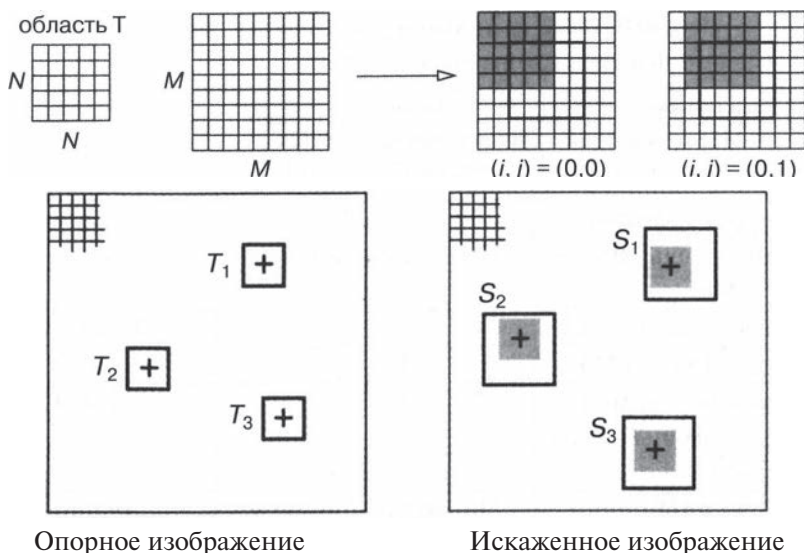 область T
N
N
M
M
(i, j) = (0.0)
(i, j) = (0,1)
T1
T2
T3
S1
S2
S3
Опорное изображение
Искаженное изображение